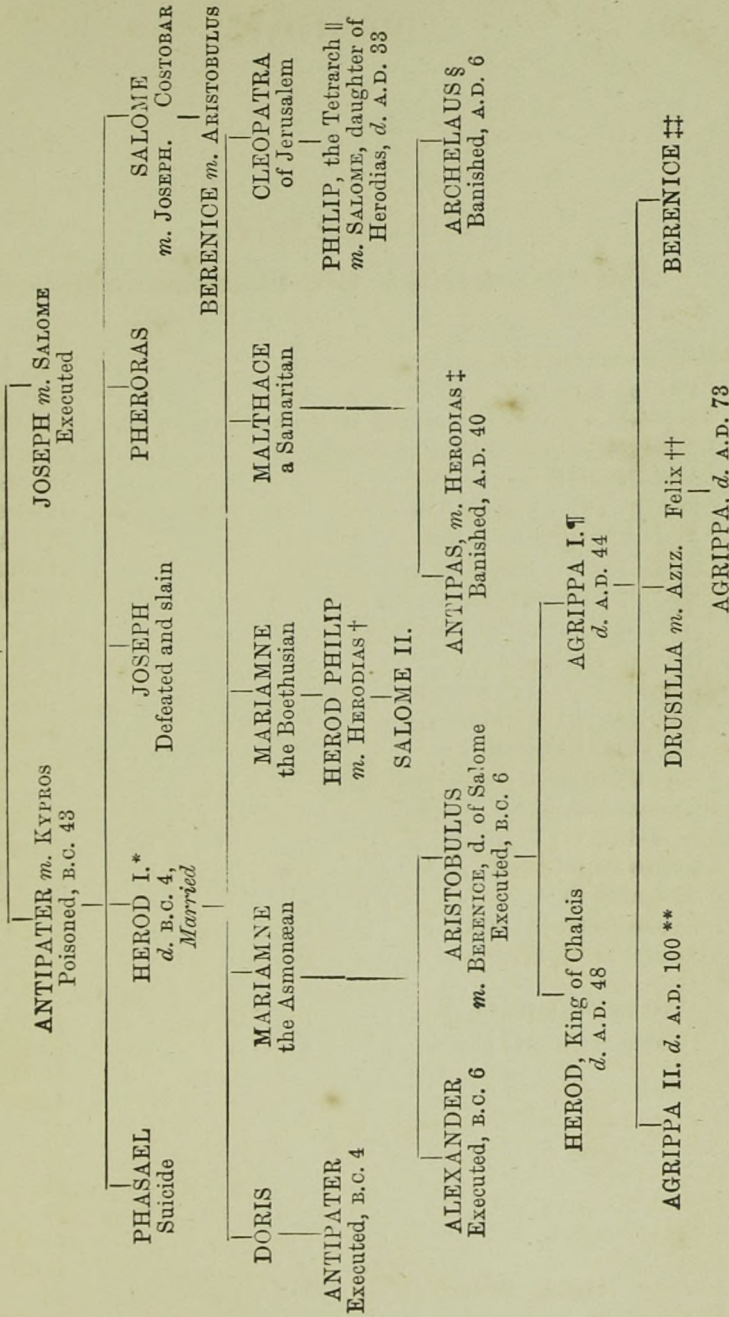 ANTIPATER m. KYPROS
Poisoned, B.C. 43
JOSEPH m. SALOME
Executed
PHASAEL
Suicide
HEROD I.*
d. B.C. 4,
Married
JOSEPH
Defeated and slain
PHERORAS
SALOME
m. JOSEPH. COSTOBAR
BERENICE m. ARISTOBULUS
DORIS
MARIAMNE
the Asmonæan
MARIAMNE
the Boethusian
MALTHACE
a Samaritan
CLEOPATRA
of Jerusalem
ANTIPATER
Executed, B.C. 4
HEROD PHILIP
m. HERODIAS †
SALOME II.
PHILIP, the Tetrarch ||
m. SALOME, daughter of
Herodias, d. A.D. 33
ALEXANDER
Executed, B.C. 6
ARISTOBULUS
m. BERENICE, d. of Salome
Executed, B.C. 6
ANTIPAS, m. HERODIAS ‡
Banished, A.D. 40
ARCHELAUS §
Banished, A.D. 6
HEROD, King of Chalcis
d. A.D. 48
AGRIPPA I.¶
d. A.D. 44
AGRIPPA II. d. A.D. 100 **
DRUSILLA m. AZIZ. Felix ††
BERENICE ‡‡
AGRIPPA, d. A.D. 73